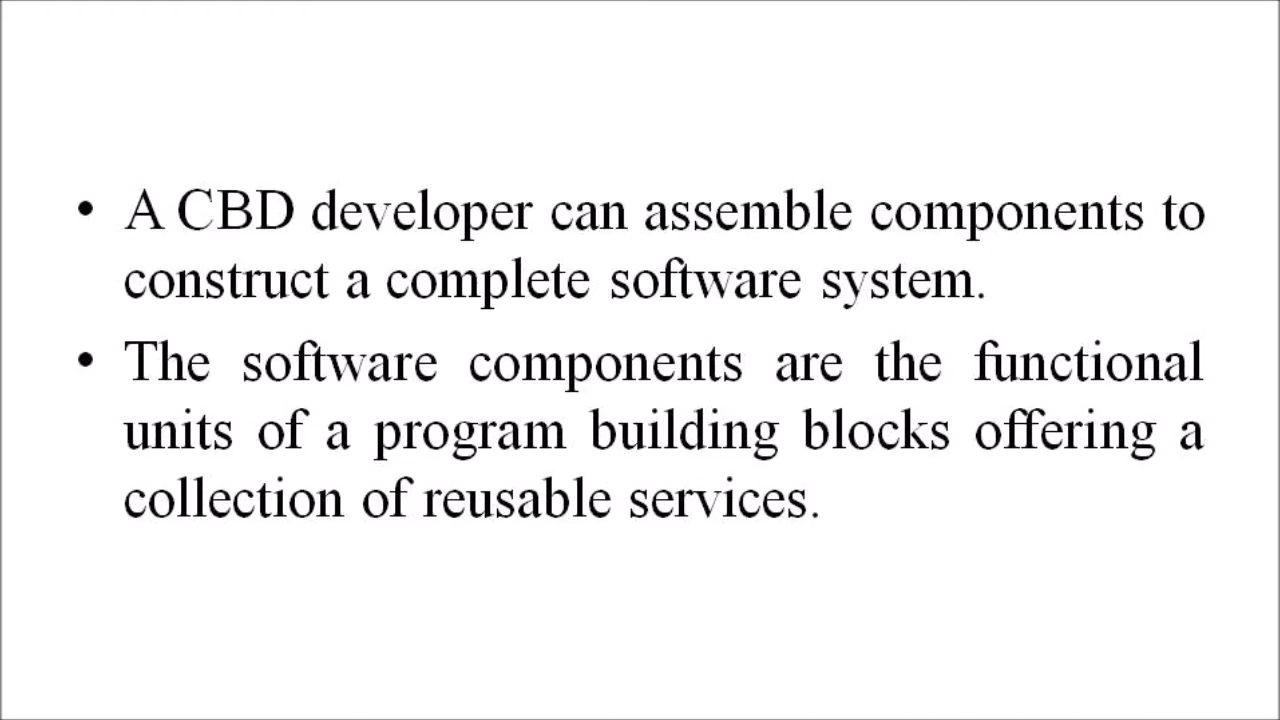 • A CBD developer can assemble components to
construct a complete software system.
• The software components are the functional
units of a program building blocks offering a
collection of reusable services.